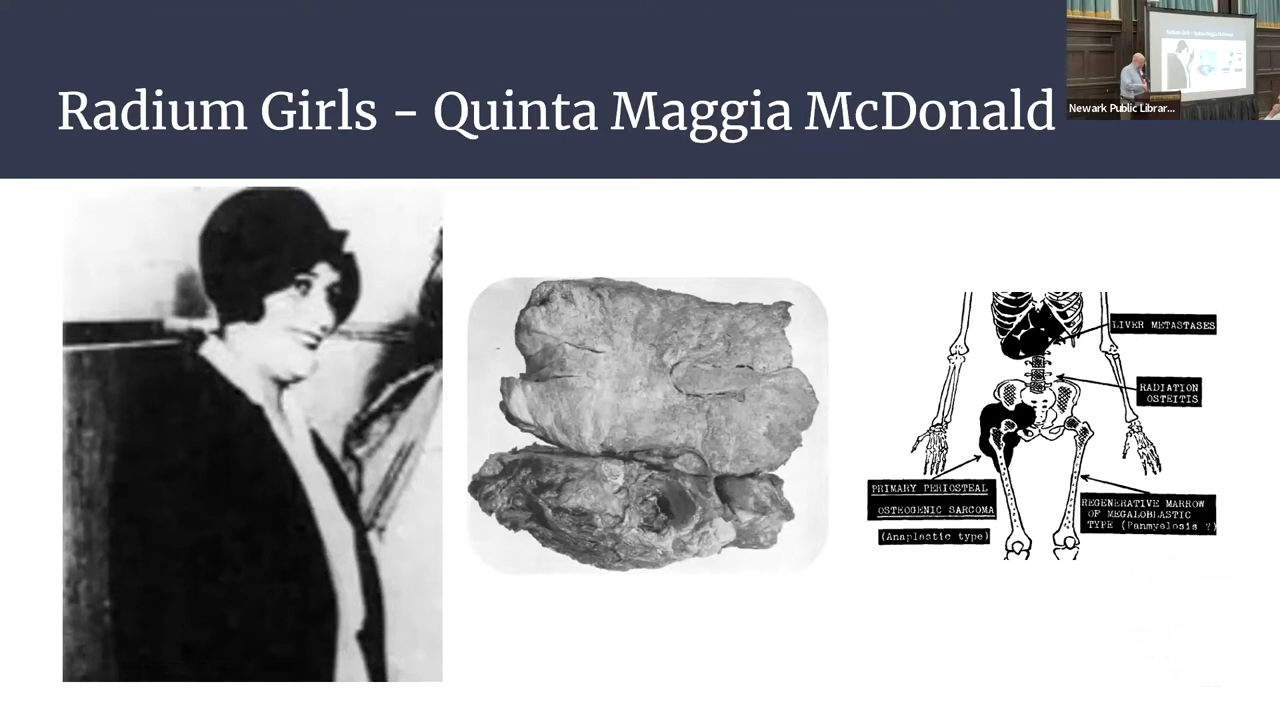 Radium Girls - Quinta Maggia McDonald
Newark Public Librar...
LIVER METASTASES
RADIATION
OSTEITIS
PRIMARY PERIOSTEAL
OSTEOGENIC SARCOMA
(Anaplastic type)
REGENERATIVE MARROW
OF MEGALOBLASTIC
TYPE (Panmyelosis ?)